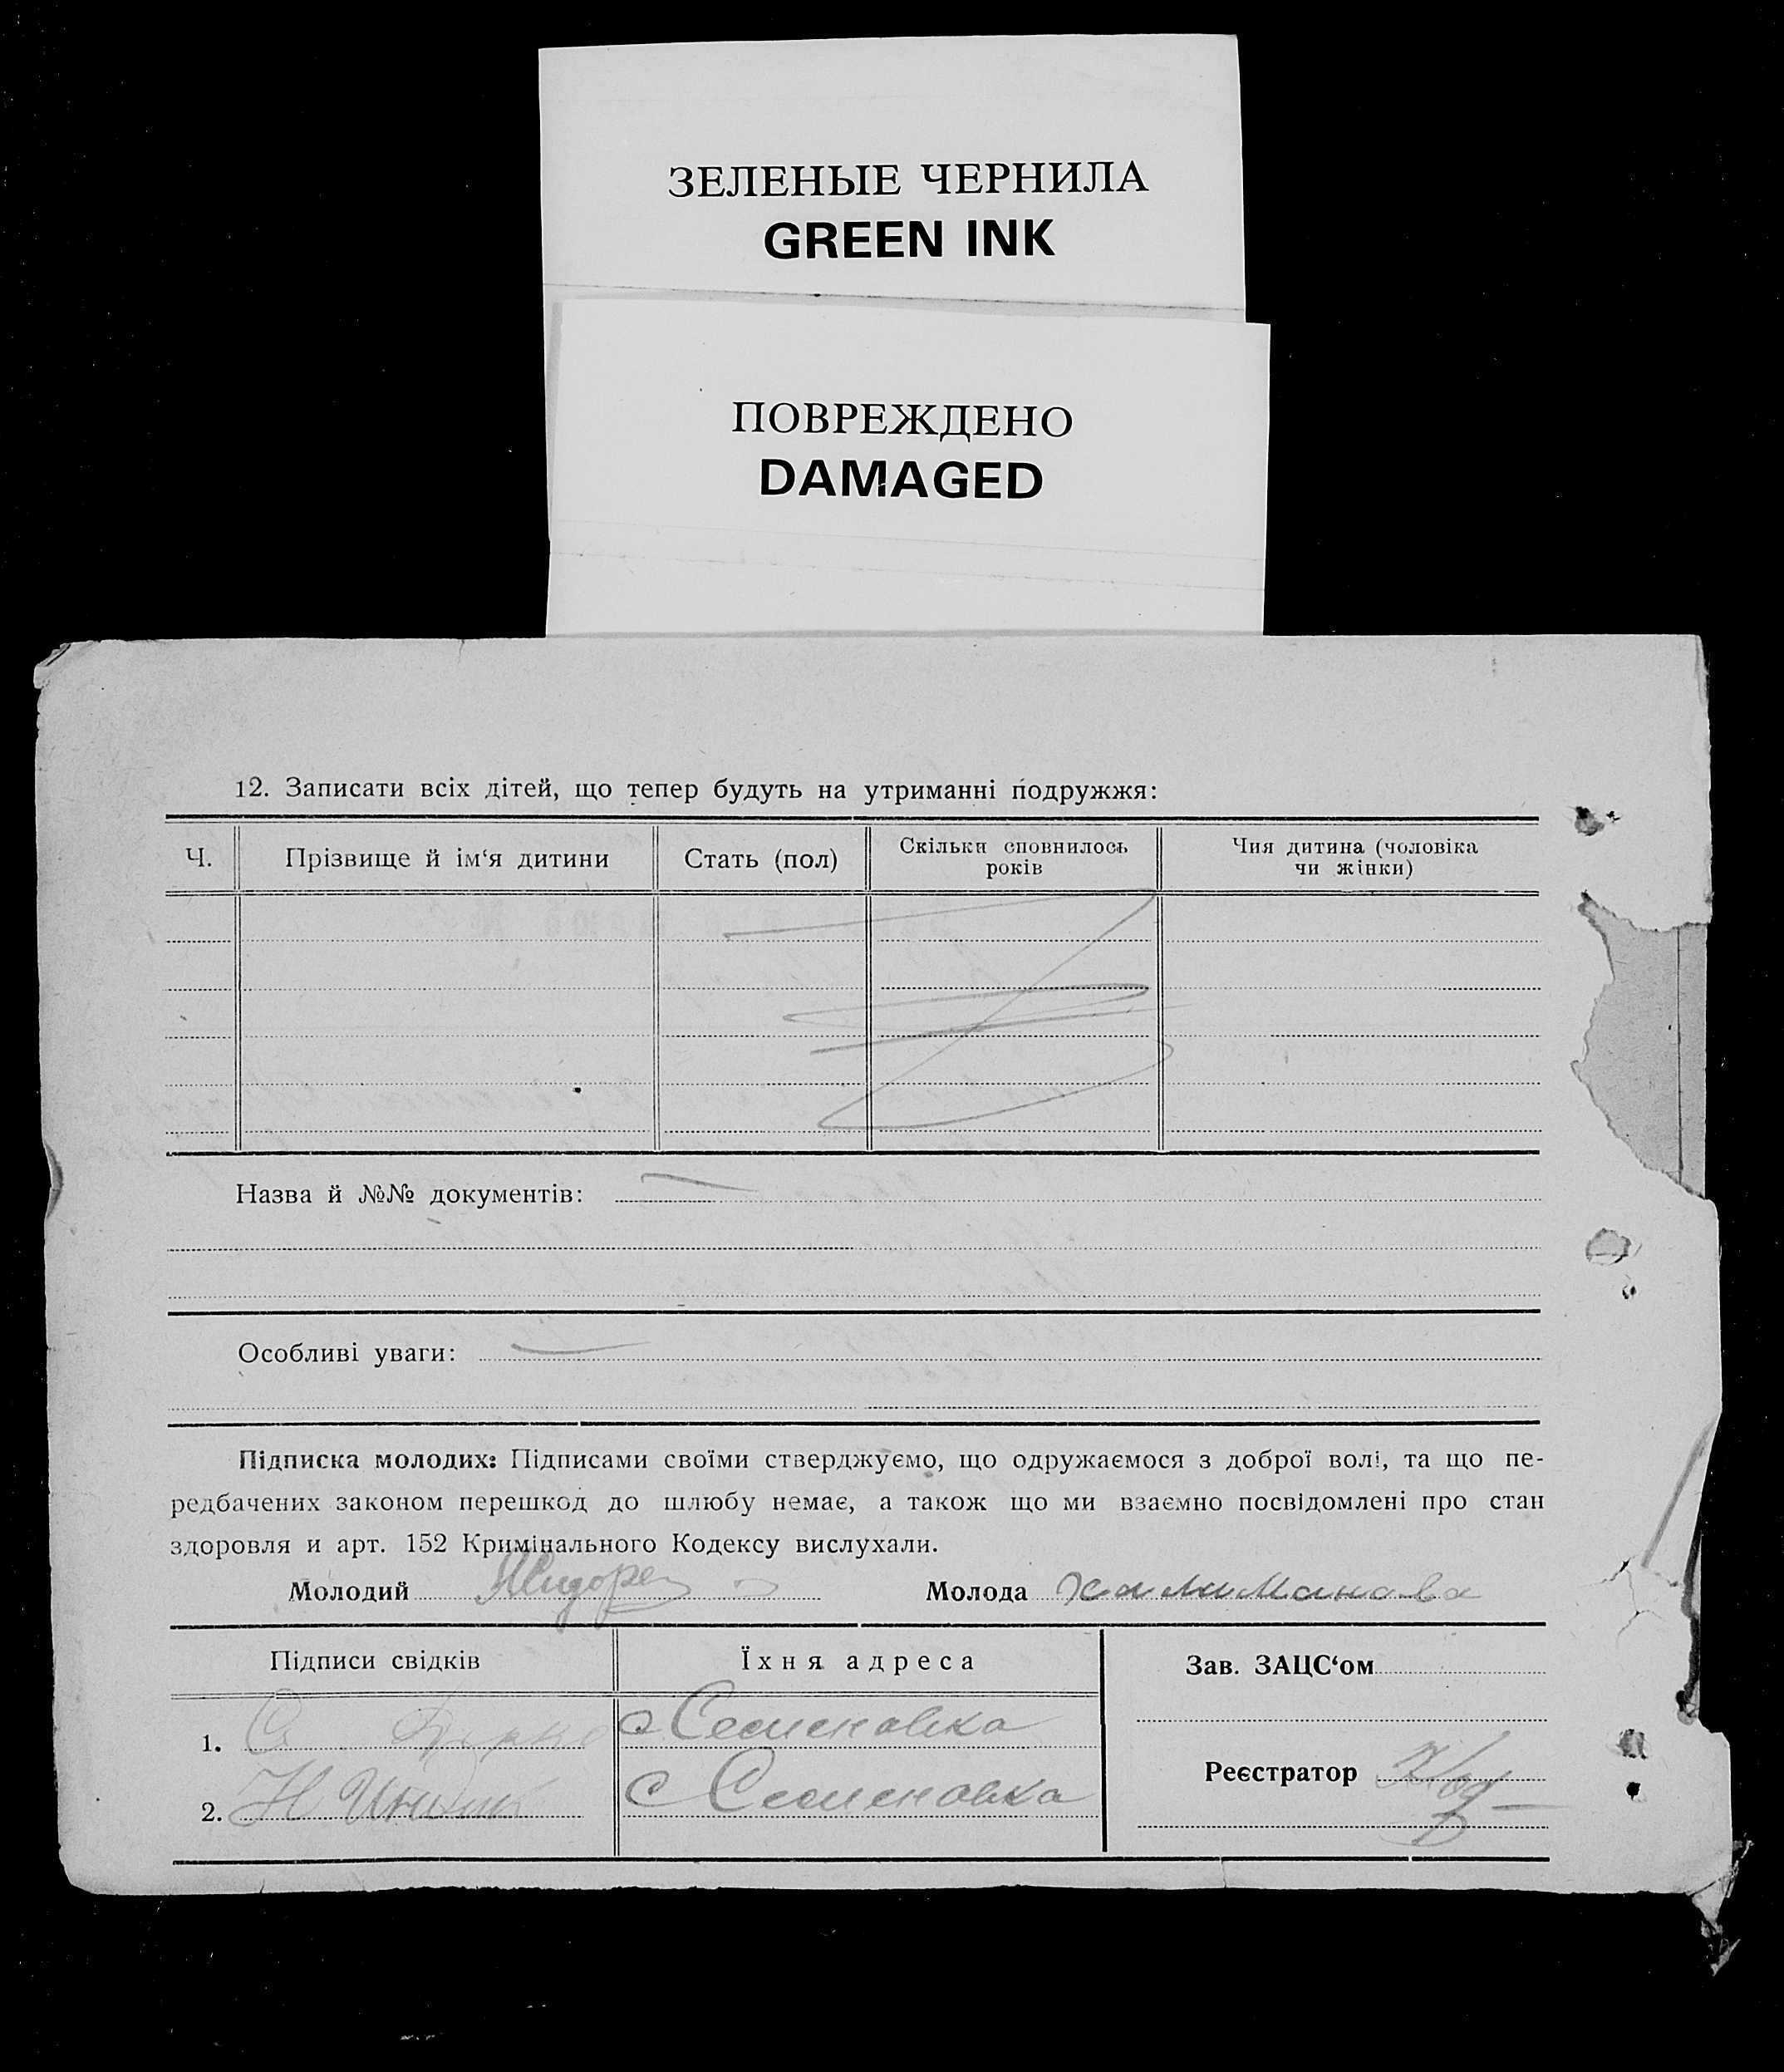 ЗЕЛЕНЫЕ ЧЕРНИЛА
GREEN INK
ПОВРЕЖДЕНО
DAMAGED
12. Записати всіх дітей, що тепер будуть на утриманні подружжя:
Ч. Прізвище й ім‘я дитини Стать (пол) Скільки сповнилось років Чия дитина (чоловіка чи жінки)
Назва й №№ документів: —
Особливі уваги: —
Підписка молодих: Підписами своїми стверджуємо, що одружаємося з доброї волі, та що пе-
редбачених законом перешкод до шлюбу немає, а також що ми взаємно посвідомлені про стан
здоровля и арт. 152 Кримінального Кодексу вислухали.
Молодий Молода
Підписи свідків Їхня адреса Зав. ЗАЦС‘ом
1. с Семеновка
Реєстратор
2. с Семеновка